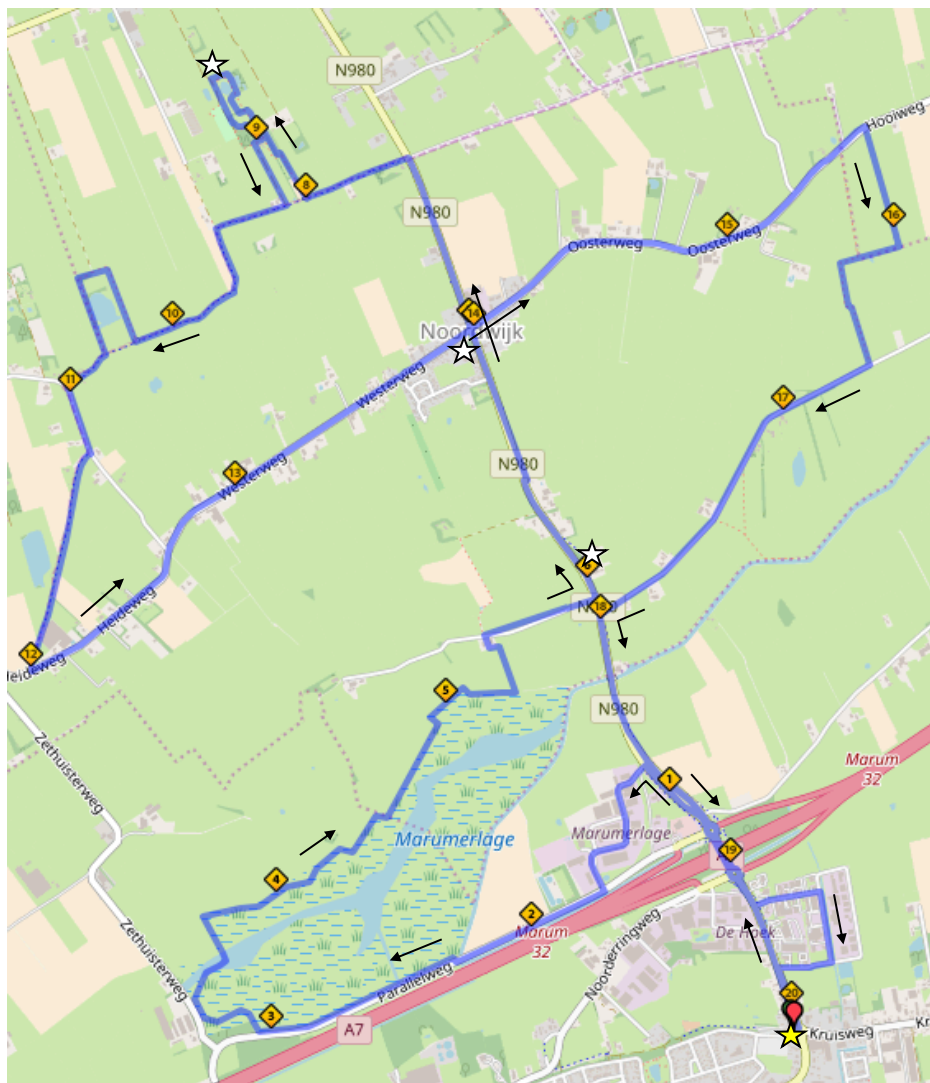 N980
Hooiweg
9
8
16
N980
15
Oosterweg
Oosterweg
10
14
Noordwijk
Westerweg
11
17
N980
13
Westerweg
6
18
Heideweg
12
Heideweg
5
N980
Zethuisterweg
1
Marum
32
Marumerlage
Marumerlage
19
4
2
Marum
32
De Hoek
Noorderringweg
Zethuisterweg
Parallelweg
20
3
A7
Kruisweg